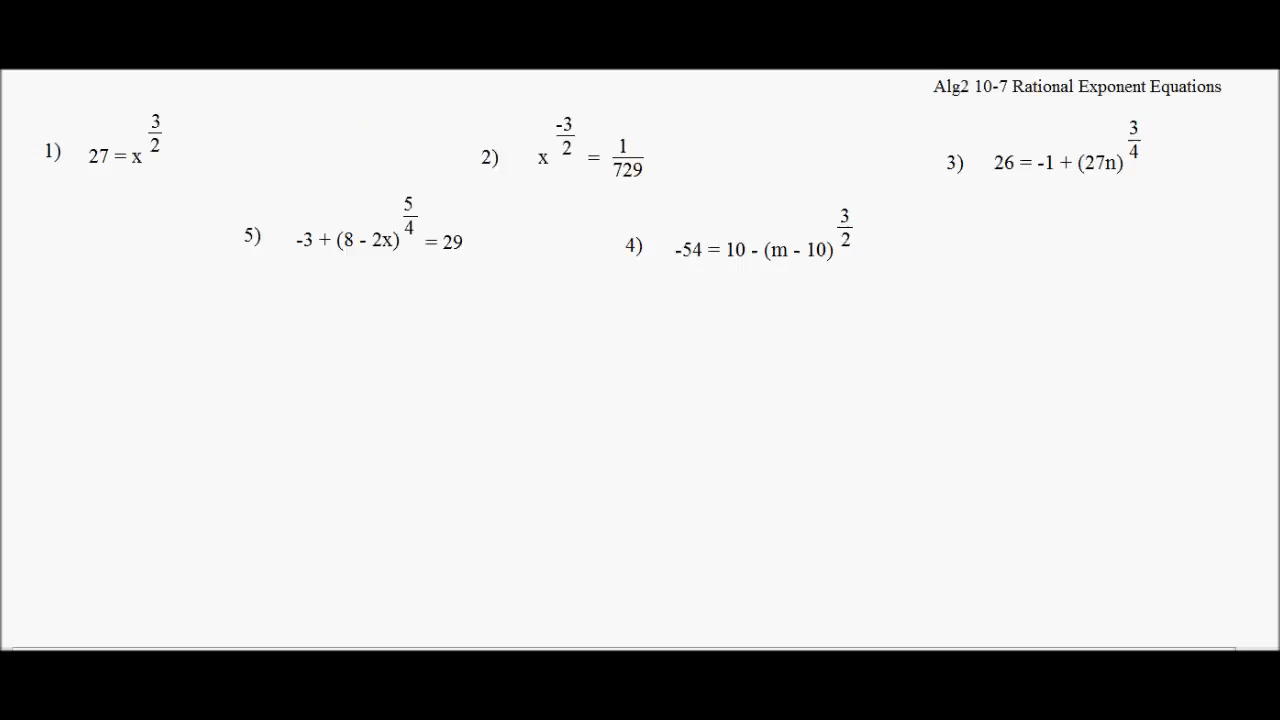 Alg2 10-7 Rational Exponent Equations
1) 27 = x^(3/2)
2) x^(-3/2) = 1/729
3) 26 = -1 + (27n)^(3/4)
5) -3 + (8 - 2x)^(5/4) = 29
4) -54 = 10 - (m - 10)^(3/2)